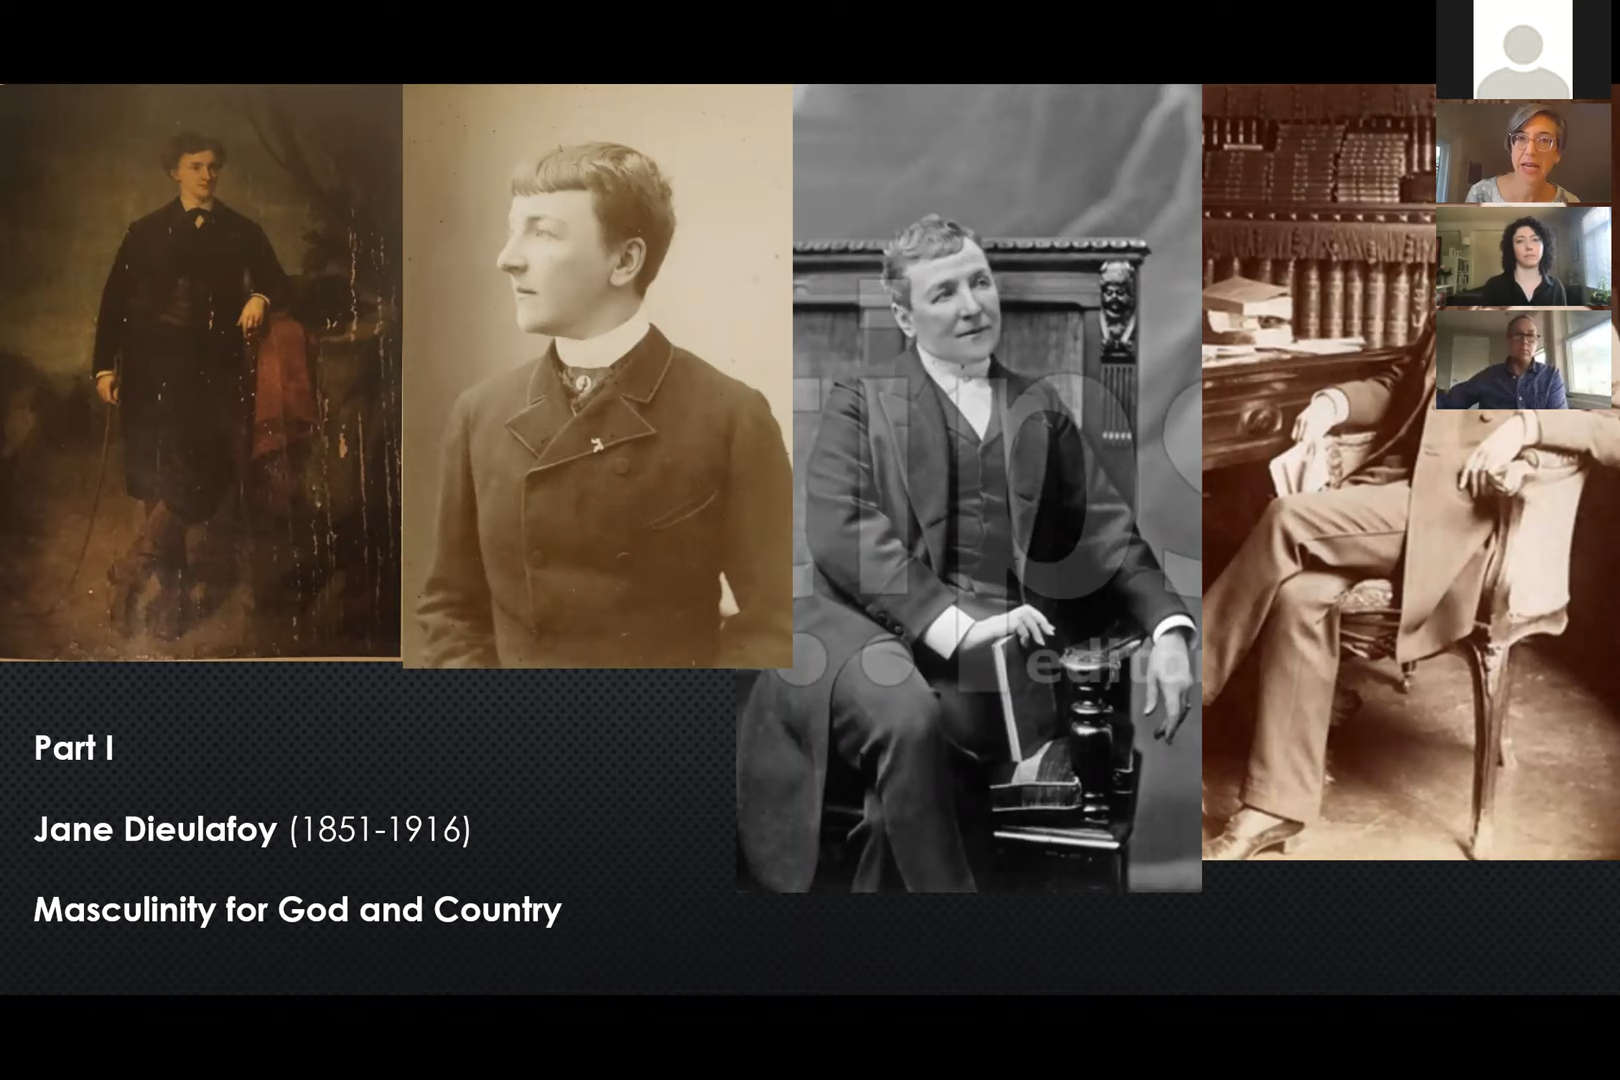 Part I
Jane Dieulafoy (1851-1916)
Masculinity for God and Country